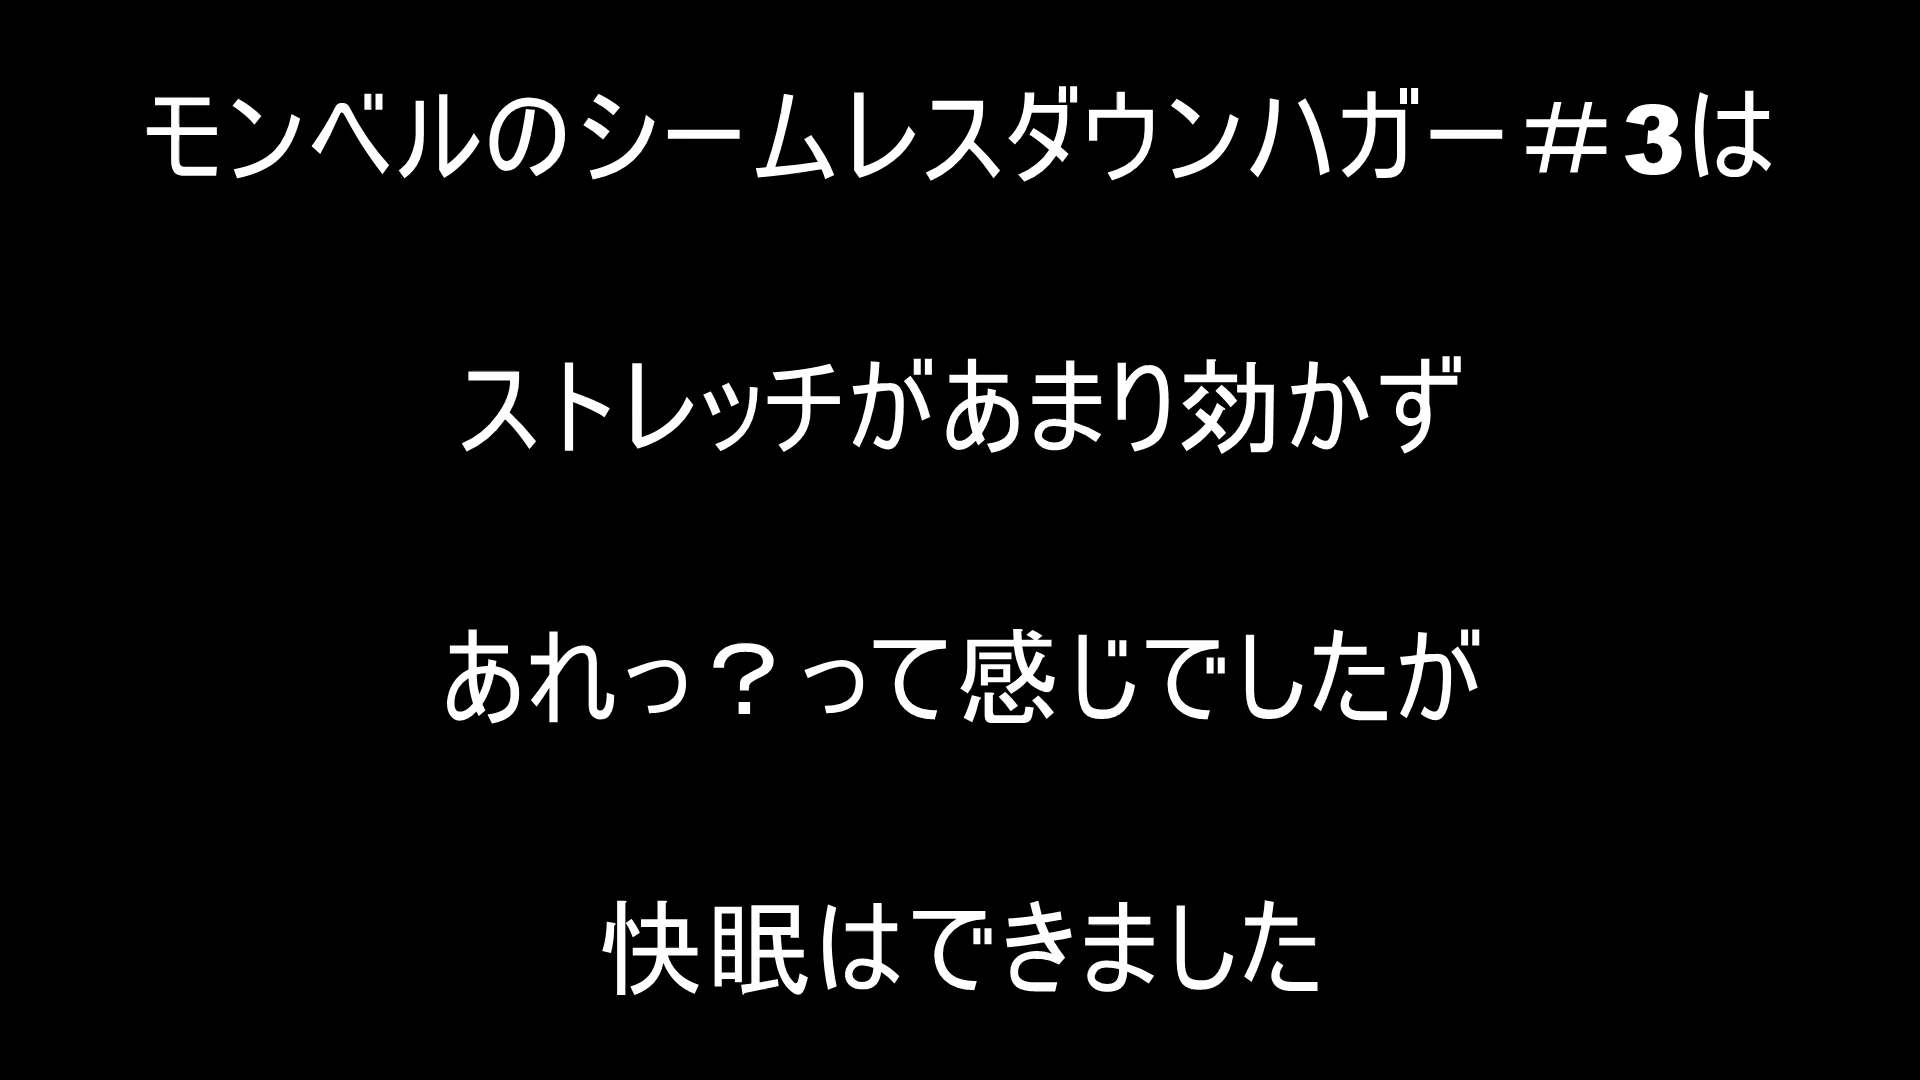 モンベルのシームレスダウンハガー＃3は
ストレッチがあまり効かず
あれっ？って感じでしたが
快眠はできました